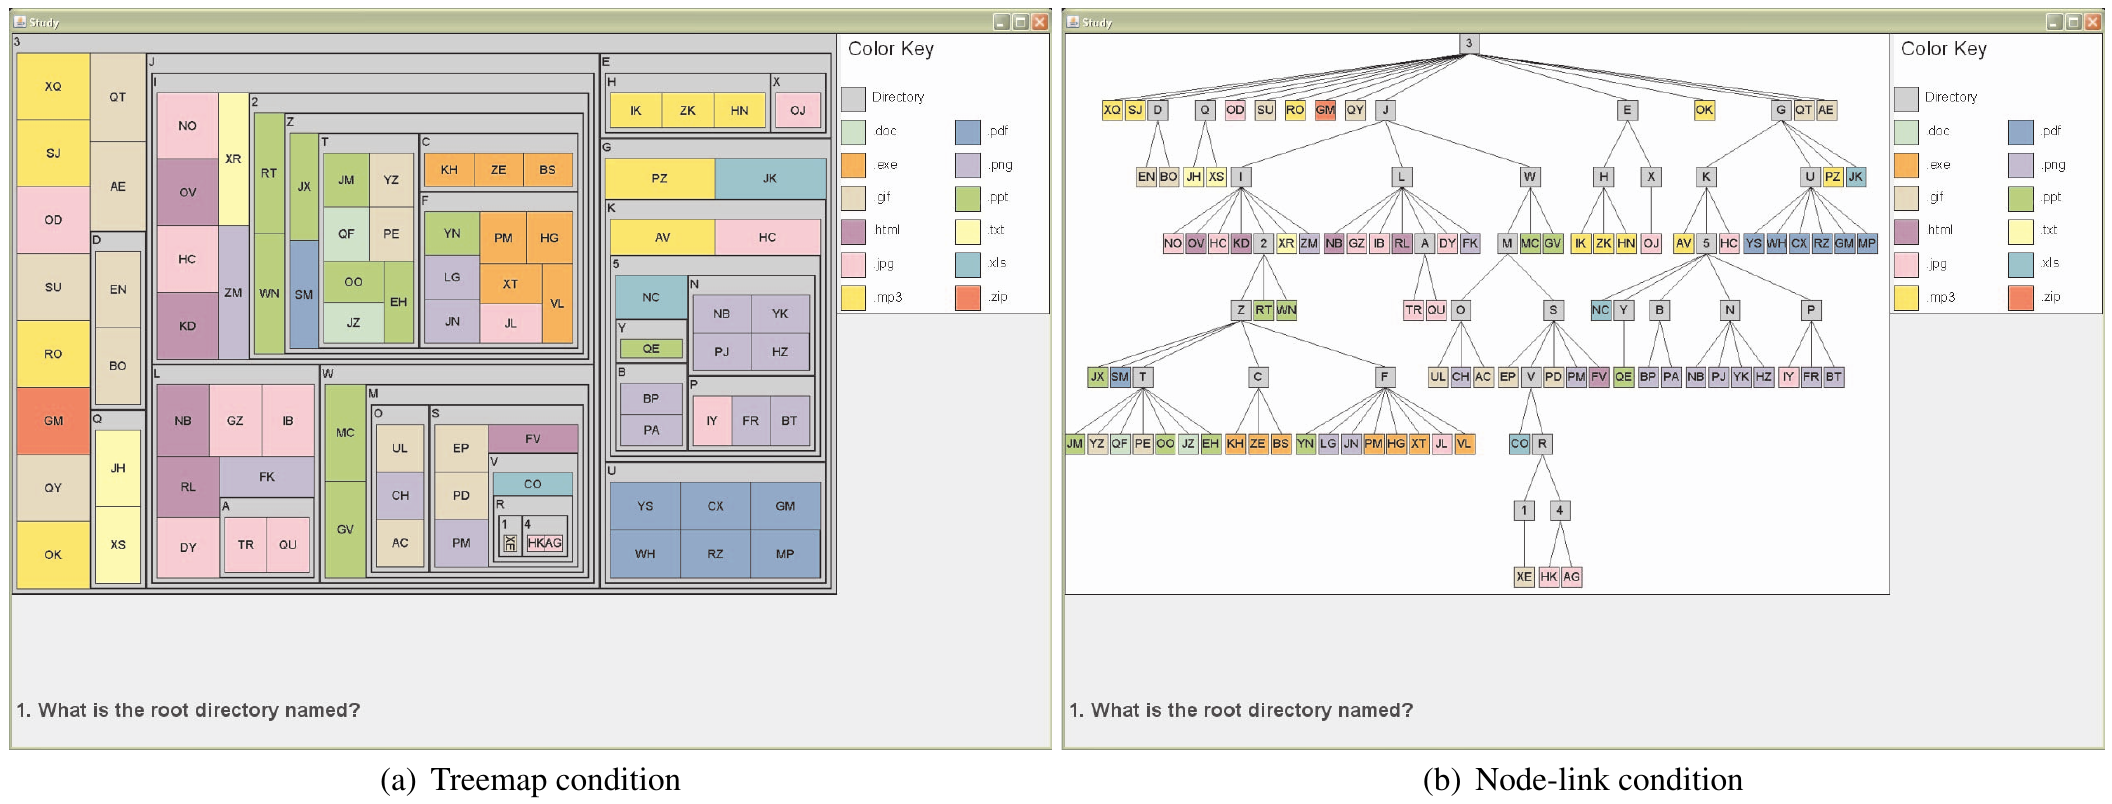 Study
3
XQ
SJ
OD
SU
RO
GM
QY
OK
QT
AE
D
EN
BO
Q
JH
XS
J
I
NO
OV
HC
KD
XR
ZM
2
RT
WN
Z
JX
SM
T
JM
YZ
QF
PE
OO
EH
JZ
C
KH ZE BS
F
YN
LG
JN
PM
HG
XT
JL
VL
L
NB
GZ
IB
RL
FK
DY
A
TR
QU
W
MC
GV
M
O
UL
CH
AC
S
EP
PD
PM
FV
V
CO
R
1
XE
4
HK AG
E
H
IK ZK HN
X
OJ
G
PZ JK
K
AV HC
5
NC
Y
QE
B
BP
PA
N
NB YK
PJ HZ
P
IY FR BT
U
YS CX GM
WH RZ MP
Color Key
Directory
.doc .pdf
.exe .png
.gif .ppt
.html .txt
.jpg .xls
.mp3 .zip
1. What is the root directory named?
(a) Treemap condition
Study
3
XQ SJ D Q OD SU RO GM QY J E OK G QT AE
EN BO JH XS I L W H X K U PZ JK
NO OV HC KD 2 XR ZM NB GZ IB RL A DY FK M MC GV IK ZK HN OJ AV 5 HC YS WH CX RZ GM MP
Z RT WN TR QU O S NC Y B N P
JX SM T C F UL CH AC EP V PD PM FV QE BP PA NB PJ YK HZ IY FR BT
JM YZ QF PE OO JZ EH KH ZE BS YN LG JN PM HG XT JL VL CO R
1 4
XE HK AG
Color Key
Directory
.doc .pdf
.exe .png
.gif .ppt
.html .txt
.jpg .xls
.mp3 .zip
1. What is the root directory named?
(b) Node-link condition